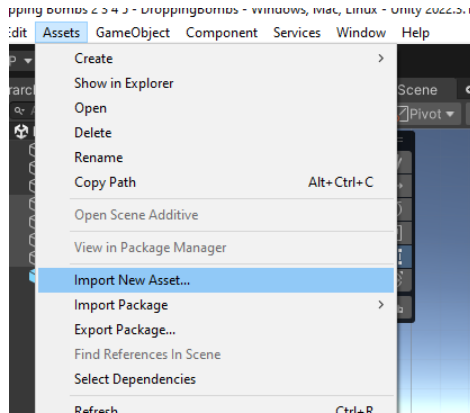 pping Bombs 2 3 4 5 - DroppingBombs - Windows, Mac, Linux - Unity 2022.3.
Edit Assets GameObject Component Services Window Help
Create >
Show in Explorer
Open
Delete
Rename
Copy Path Alt+Ctrl+C
Open Scene Additive
View in Package Manager
Import New Asset...
Import Package >
Export Package...
Find References In Scene
Select Dependencies
Refresh Ctrl+R
P
rarc
Scene
Pivot